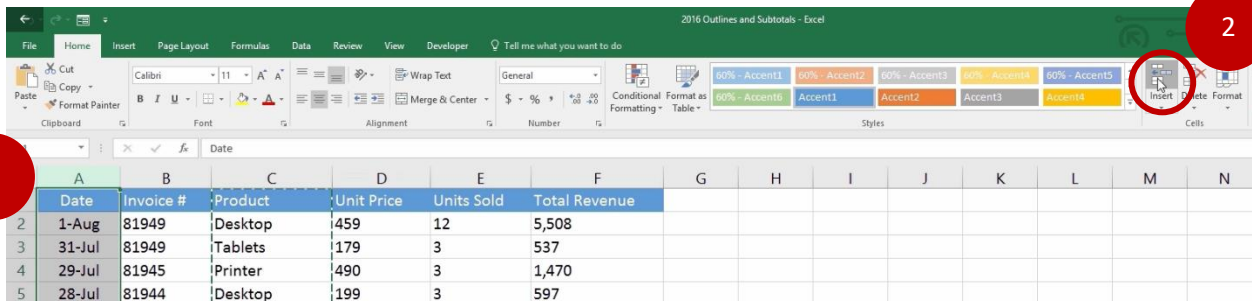 2016 Outlines and Subtotals - Excel
2
File Home Insert Page Layout Formulas Data Review View Developer Tell me what you want to do
Cut
Copy
Format Painter
Paste
Calibri 11 A A
B I U A
Wrap Text
Merge & Center
General
$ % ,
Conditional Formatting
Format as Table
60% - Accent1 60% - Accent2 60% - Accent3 60% - Accent4 60% - Accent5
60% - Accent6 Accent1 Accent2 Accent3 Accent4
Insert Delete Format
Clipboard Font Alignment Number Styles Cells
fx Date
A B C D E F G H I J K L M N
Date Invoice # Product Unit Price Units Sold Total Revenue
2 1-Aug 81949 Desktop 459 12 5,508
3 31-Jul 81949 Tablets 179 3 537
4 29-Jul 81945 Printer 490 3 1,470
5 28-Jul 81944 Desktop 199 3 597